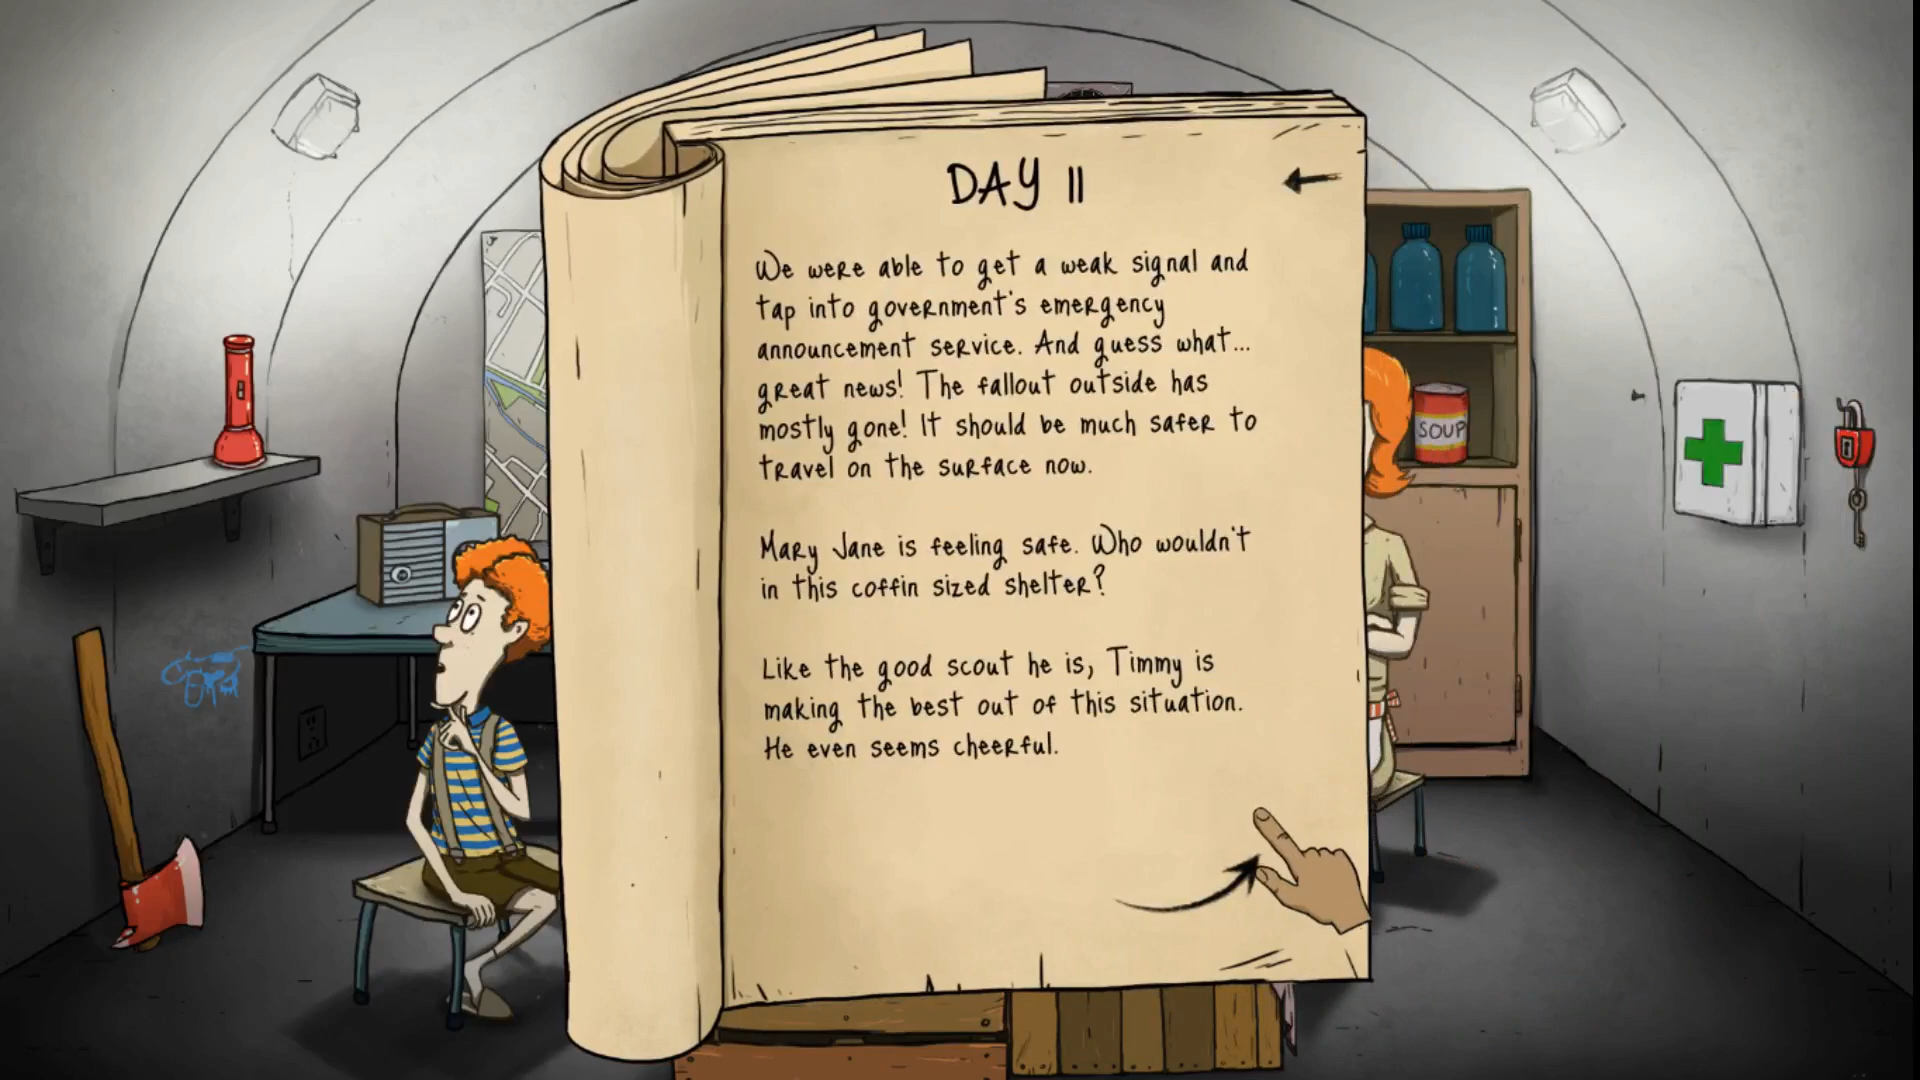 DAY 11
We were able to get a weak signal and
tap into government's emergency
announcement service. And guess what...
great news! The fallout outside has
mostly gone! It should be much safer to
travel on the surface now.
Mary Jane is feeling safe. Who wouldn't
in this coffin sized shelter?
Like the good scout he is, Timmy is
making the best out of this situation.
He even seems cheerful.
SOUP